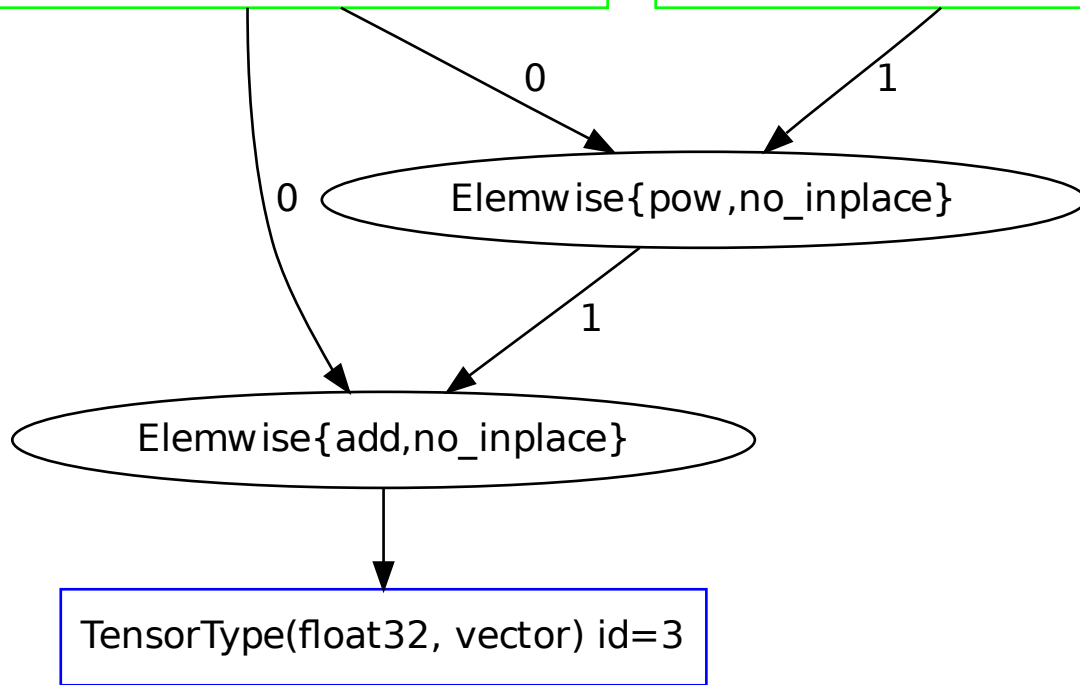 0
1
0
Elemwise{pow,no_inplace}
1
Elemwise{add,no_inplace}
TensorType(float32, vector) id=3